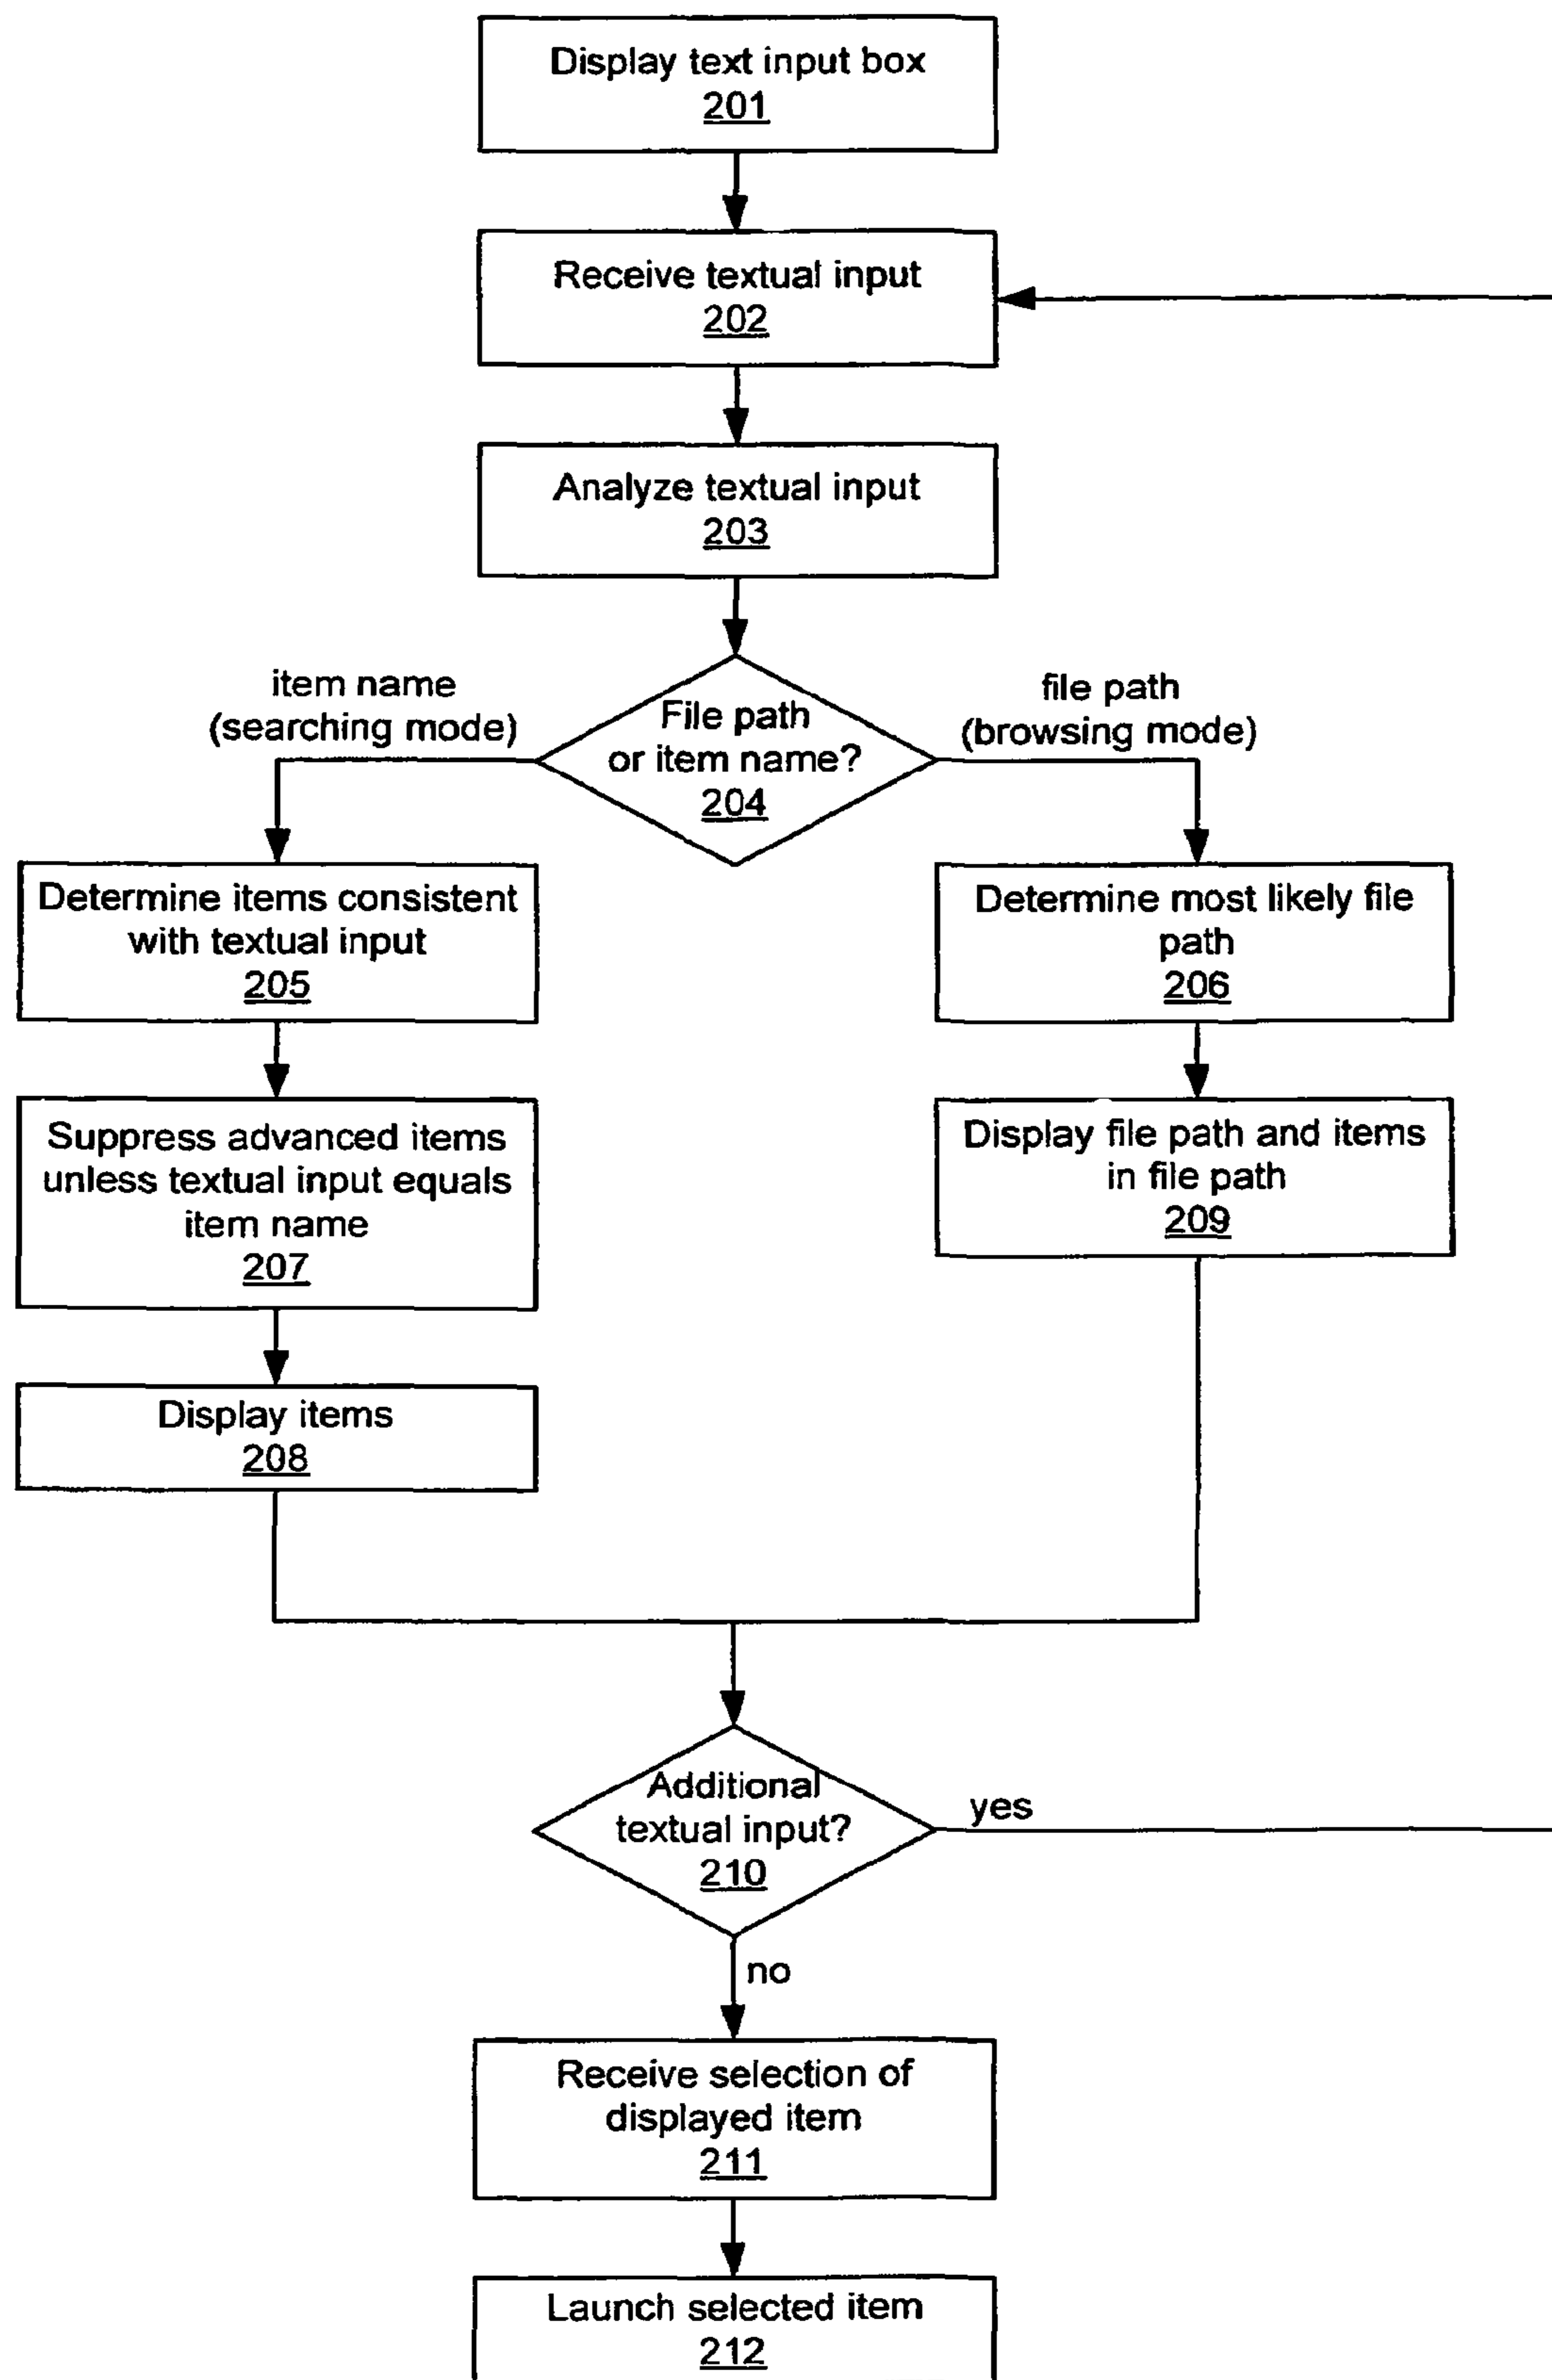 Display text input box
201
Receive textual input
202
Analyze textual input
203
item name
(searching mode)
File path
or item name?
204
file path
(browsing mode)
Determine items consistent
with textual input
205
Determine most likely file
path
206
Suppress advanced items
unless textual input equals
item name
207
Display file path and items
in file path
209
Display items
208
Additional
textual input?
210
yes
no
Receive selection of
displayed item
211
Launch selected item
212